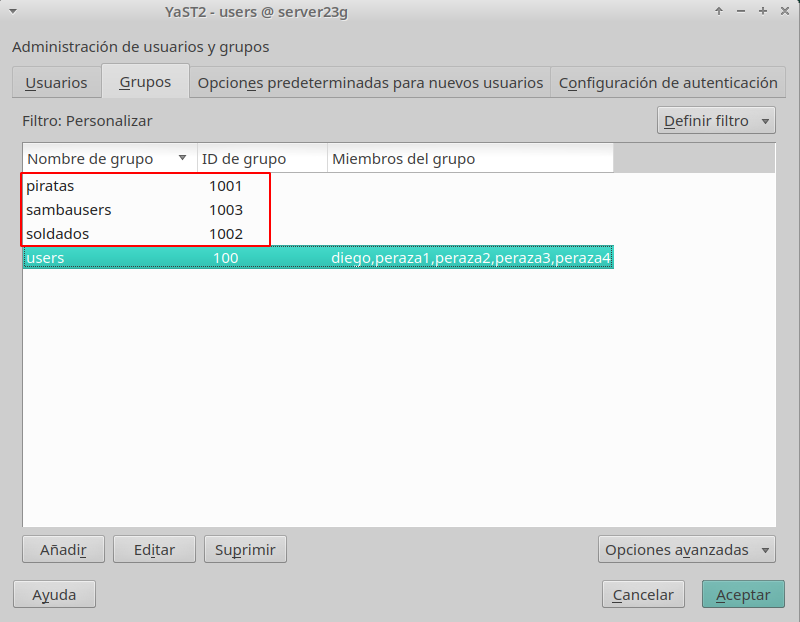 YaST2 - users @ server23g
Administración de usuarios y grupos
Usuarios Grupos Opciones predeterminadas para nuevos usuarios Configuración de autenticación
Filtro: Personalizar Definir filtro
Nombre de grupo ID de grupo Miembros del grupo
piratas 1001
sambausers 1003
soldados 1002
users 100 diego,peraza1,peraza2,peraza3,peraza4
Añadir Editar Suprimir Opciones avanzadas
Ayuda Cancelar Aceptar